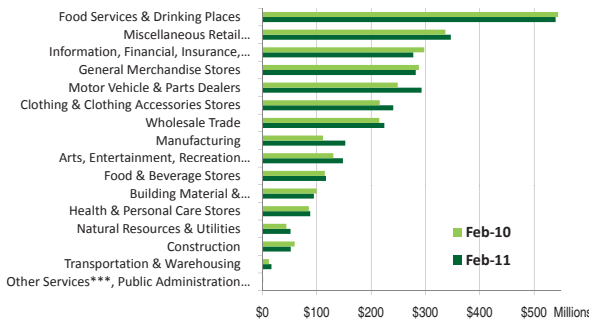 Food Services & Drinking Places
Miscellaneous Retail...
Information, Financial, Insurance,...
General Merchandise Stores
Motor Vehicle & Parts Dealers
Clothing & Clothing Accessories Stores
Wholesale Trade
Manufacturing
Arts, Entertainment, Recreation...
Food & Beverage Stores
Building Material &...
Health & Personal Care Stores
Natural Resources & Utilities
Construction
Transportation & Warehousing
Other Services***, Public Administration...
Feb-10
Feb-11
$0 $100 $200 $300 $400 $500 Millions